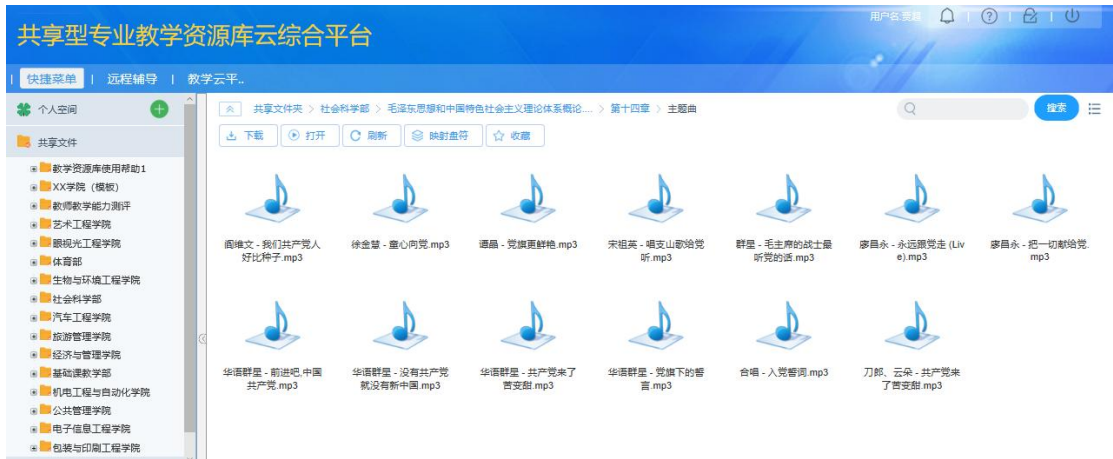 共享型专业教学资源库云综合平台
用户名:
快捷菜单 | 远程辅导 | 教学云平..
个人空间
共享文件
教学资源库使用帮助1
XX学院 (模板)
教师教学能力测评
艺术工程学院
眼视光工程学院
体育部
生物与环境工程学院
社会科学部
汽车工程学院
旅游管理学院
经济与管理学院
基础课教学部
机电工程与自动化学院
公共管理学院
电子信息工程学院
包装与印刷工程学院
共享文件夹 > 社会科学部 > 毛泽东思想和中国特色社会主义理论体系概论.... > 第十四章 > 主题曲
搜索
下载 打开 刷新 映射盘符 收藏
阎维文 - 我们共产党人
好比种子.mp3
徐金慧 - 童心向党.mp3
谭晶 - 党旗更鲜艳.mp3
宋祖英 - 唱支山歌给党
听.mp3
群星 - 毛主席的战士最
听党的话.mp3
廖昌永 - 永远跟党走 (Liv
e).mp3
廖昌永 - 把一切献给党.
mp3
华语群星 - 前进吧,中国
共产党.mp3
华语群星 - 没有共产党
就没有新中国.mp3
华语群星 - 共产党来了
苦变甜.mp3
华语群星 - 党旗下的誓
言.mp3
合唱 - 入党誓词.mp3
刀郎、云朵 - 共产党来
了苦变甜.mp3